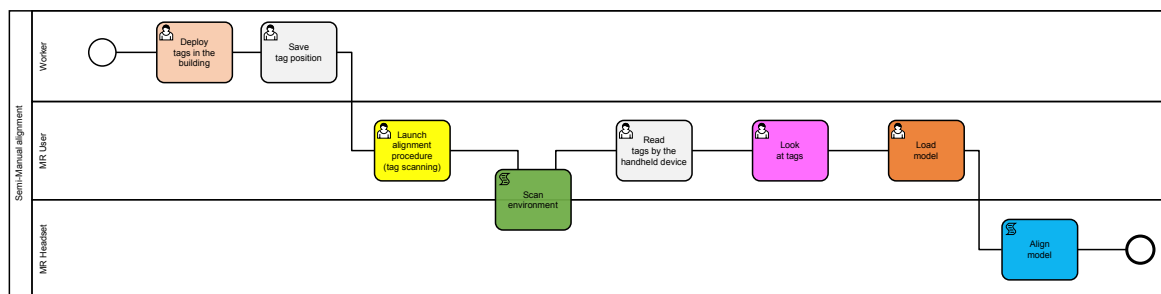 Semi-Manual alignment
Worker
Deploy
tags in the
building
Save
tag position
MR User
Launch
alignment
procedure
(tag scanning)
Scan
environment
Read
tags by the
handheld device
Look
at tags
Load
model
MR Headset
Align
model